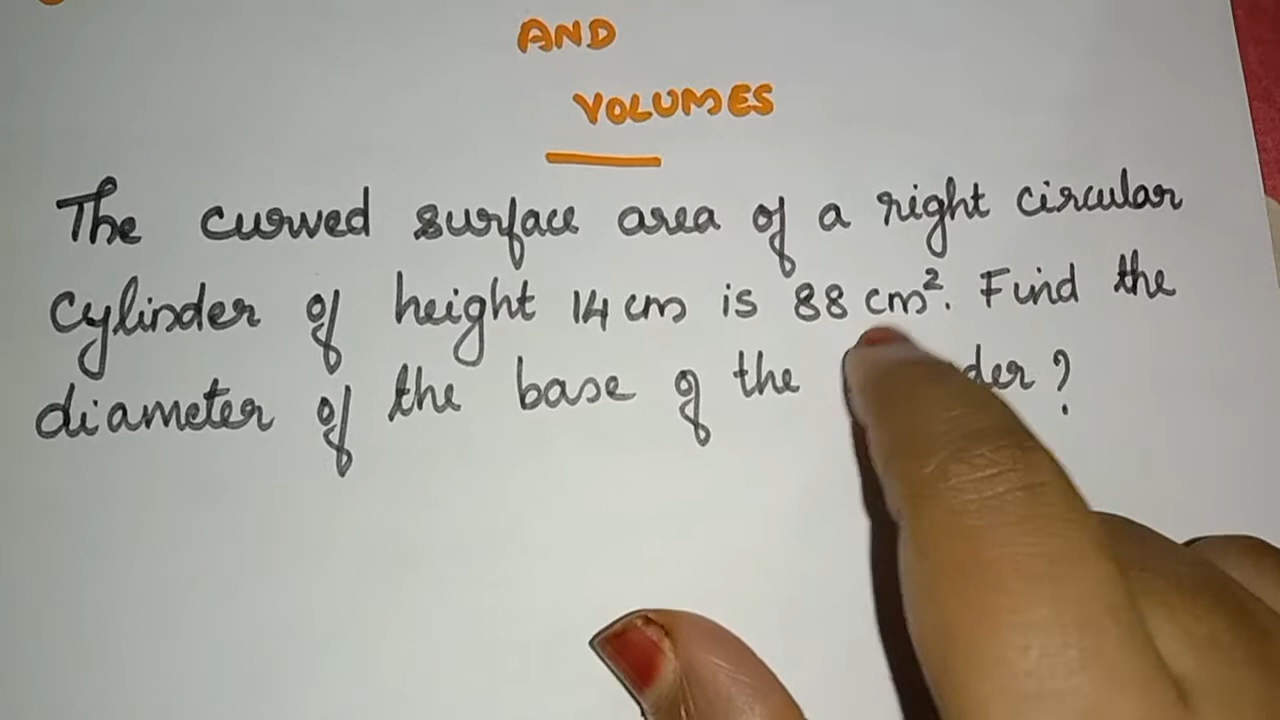 AND
VOLUMES
The curved surface area of a right circular
cylinder of height 14 cm is 88 cm². Find the
diameter of the base of the der ?